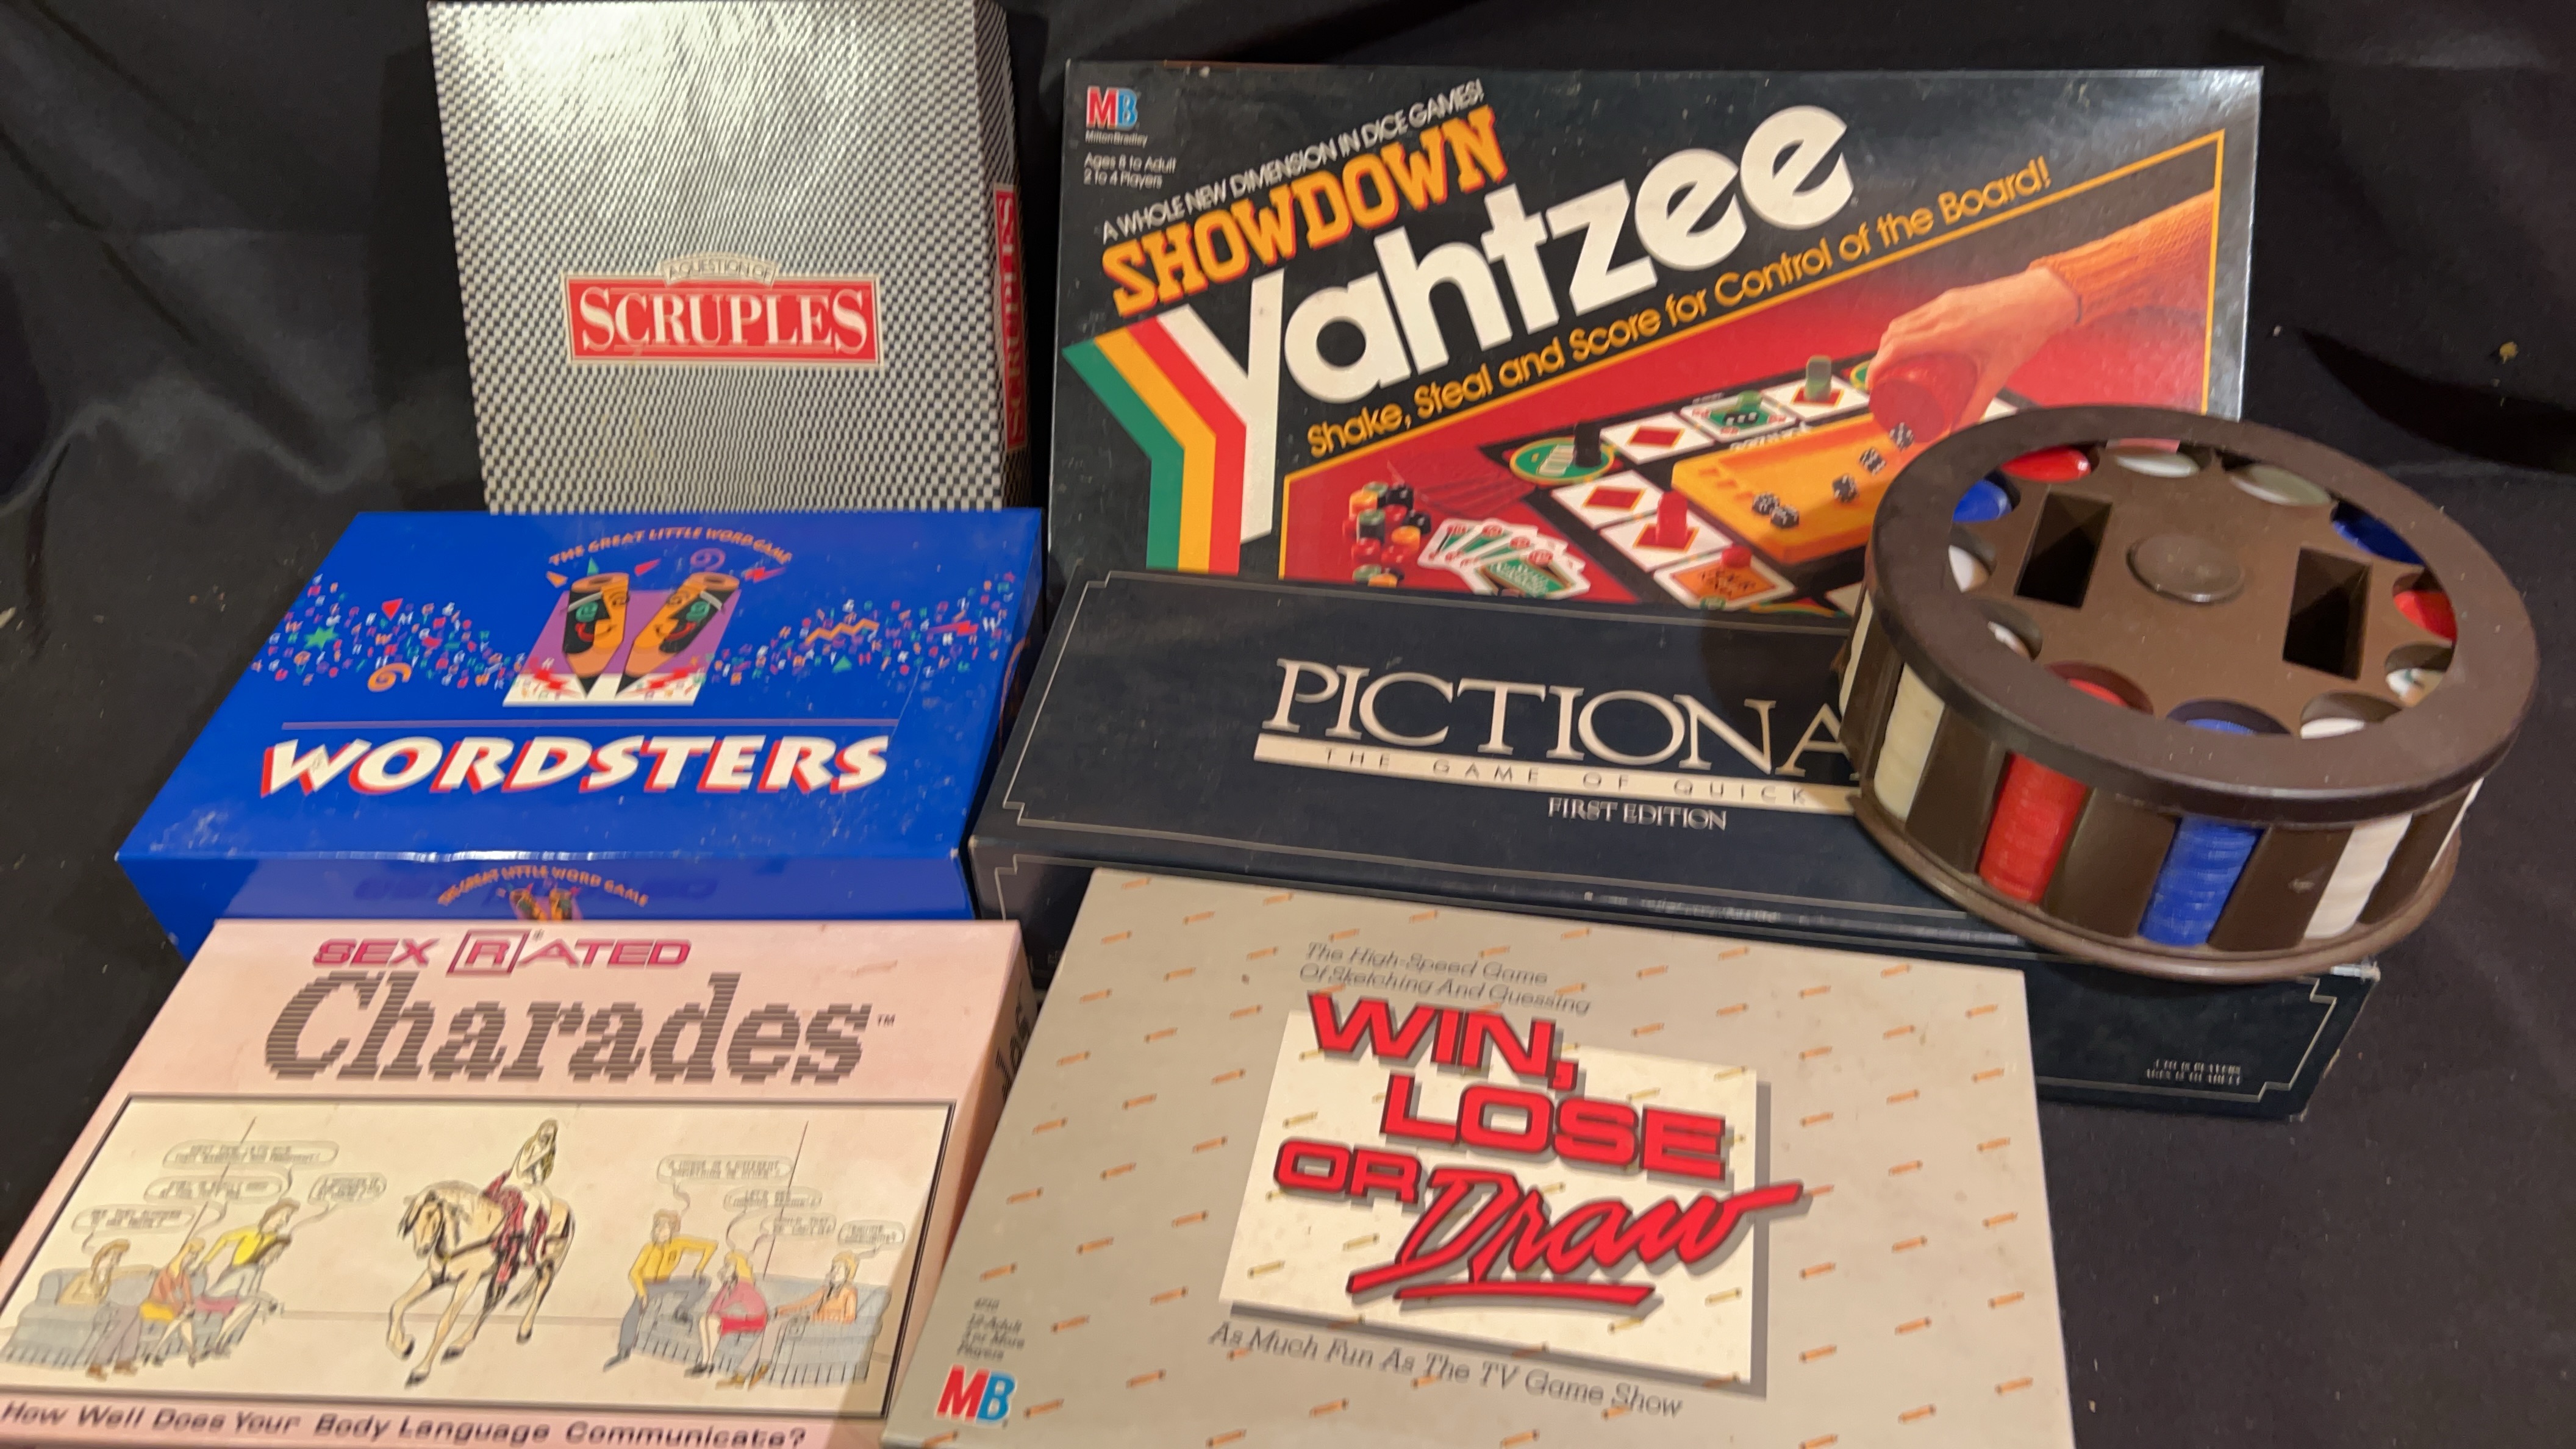 A QUESTION OF
SCRUPLES
SCRUPLES
MB
Milton Bradley
Ages 8 to Adult
2 to 4 Players
A WHOLE NEW DIMENSION IN DICE GAMES!
SHOWDOWN
Yahtzee
Shake, Steal and Score for Control of the Board!
THE GREAT LITTLE WORD GAME
WORDSTERS
THE GREAT LITTLE WORD GAME
PICTIONA
THE GAME OF QUICK
FIRST EDITION
SEX RATED®
Charades™
How Well Does Your Body Language Communicate?
The High-Speed Game
Of Sketching And Guessing
WIN,
LOSE
OR Draw
As Much Fun As The TV Game Show
12-Adult
Players
MB